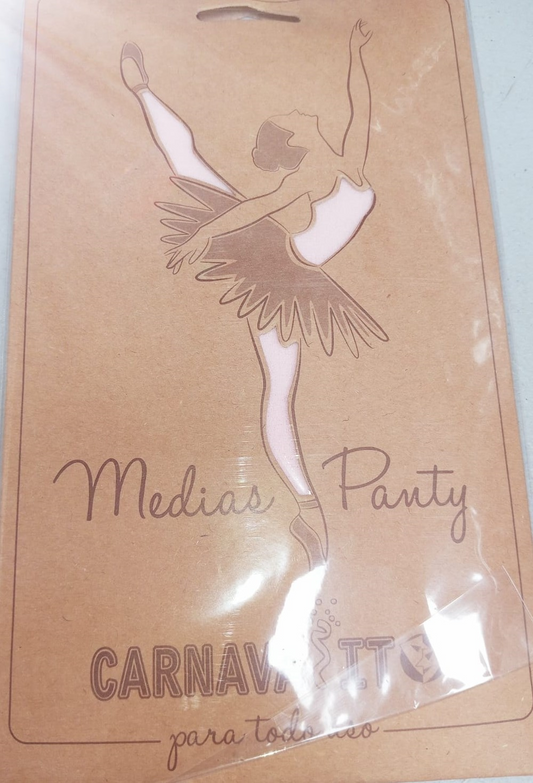 Medias Panty
para todo uso